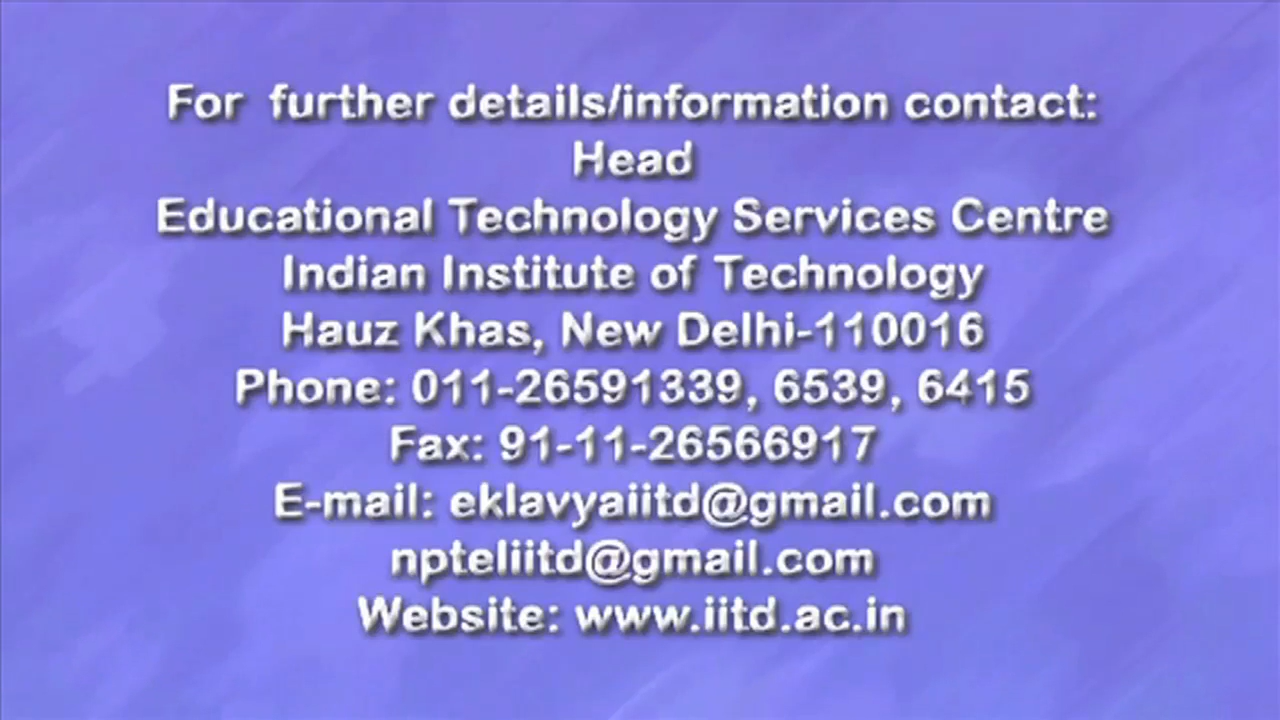 For further details/information contact:
Head
Educational Technology Services Centre
Indian Institute of Technology
Hauz Khas, New Delhi-110016
Phone: 011-26591339, 6539, 6415
Fax: 91-11-26566917
E-mail: eklavyaiitd@gmail.com
npteliitd@gmail.com
Website: www.iitd.ac.in